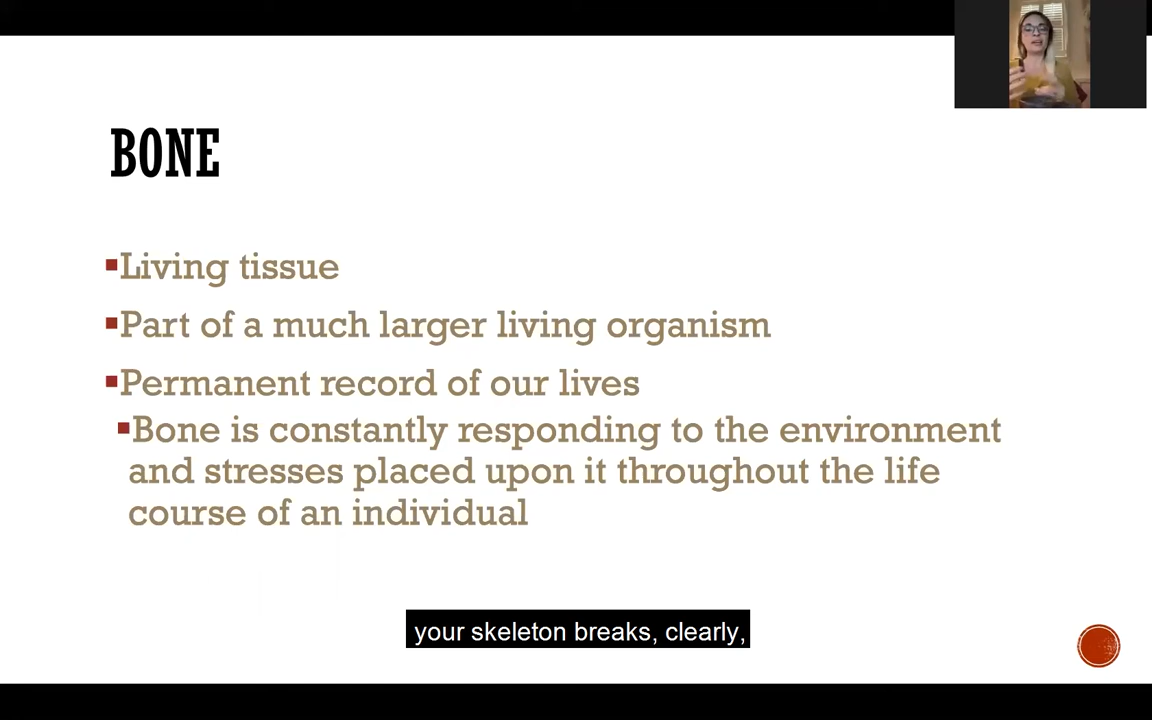 BONE
▪Living tissue
▪Part of a much larger living organism
▪Permanent record of our lives
▪Bone is constantly responding to the environment
and stresses placed upon it throughout the life
course of an individual
your skeleton breaks, clearly,